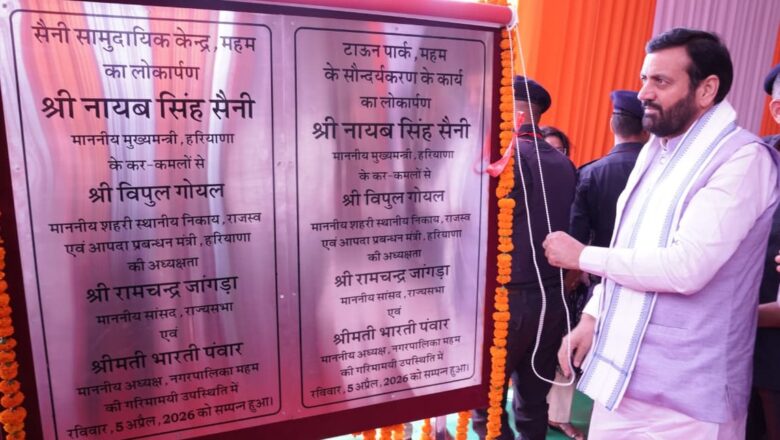 सैनी सामुदायिक केन्द्र, महम
का लोकार्पण
श्री नायब सिंह सैनी
माननीय मुख्यमन्त्री, हरियाणा
के कर-कमलों से
श्री विपुल गोयल
माननीय शहरी स्थानीय निकाय, राजस्व
एवं आपदा प्रबन्धन मंत्री, हरियाणा
की अध्यक्षता
श्री रामचन्द्र जांगड़ा
माननीय सांसद, राज्यसभा
एवं
श्रीमती भारती पंवार
माननीय अध्यक्ष, नगरपालिका महम
की गरिमामयी उपस्थिति में
रविवार, 5 अप्रैल, 2026 को सम्पन्न हुआ।
टाऊन पार्क, महम
के सौन्दर्यकरण के कार्य
का लोकार्पण
श्री नायब सिंह सैनी
माननीय मुख्यमन्त्री, हरियाणा
के कर-कमलों से
श्री विपुल गोयल
माननीय शहरी स्थानीय निकाय, राजस्व
एवं आपदा प्रबन्धन मंत्री, हरियाणा
की अध्यक्षता
श्री रामचन्द्र जांगड़ा
माननीय सांसद, राज्यसभा
एवं
श्रीमती भारती पंवार
माननीय अध्यक्ष, नगरपालिका महम
की गरिमामयी उपस्थिति में
रविवार, 5 अप्रैल, 2026 को सम्पन्न हुआ।